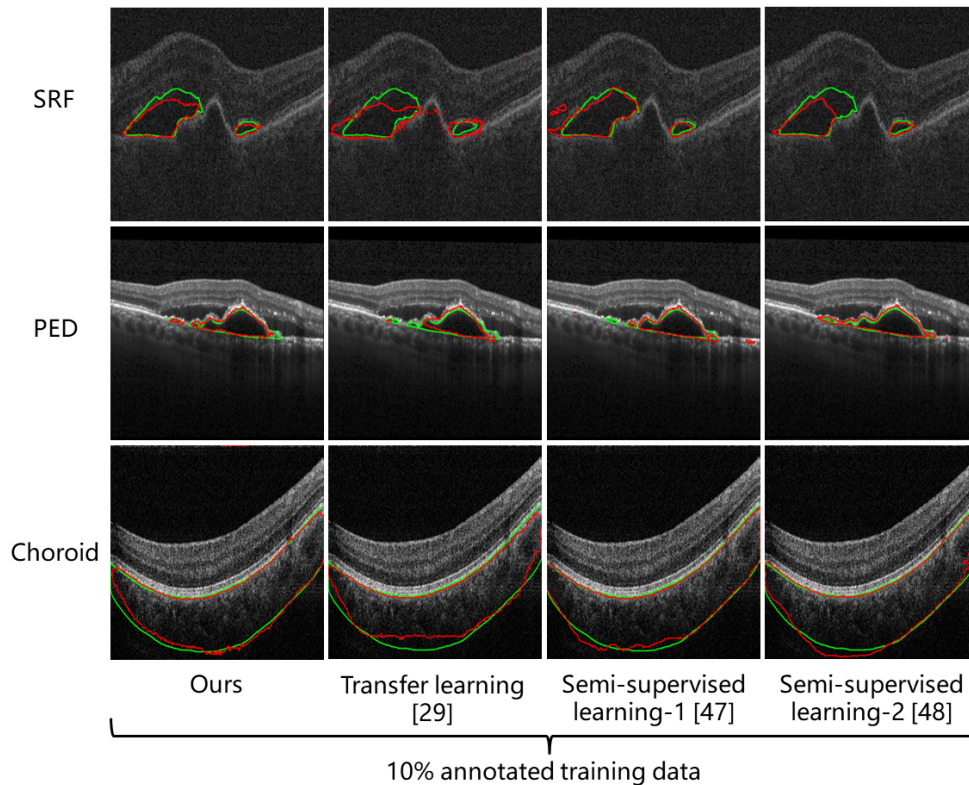 SRF
PED
Choroid
Ours
Transfer learning
[29]
Semi-supervised
learning-1 [47]
Semi-supervised
learning-2 [48]
10% annotated training data